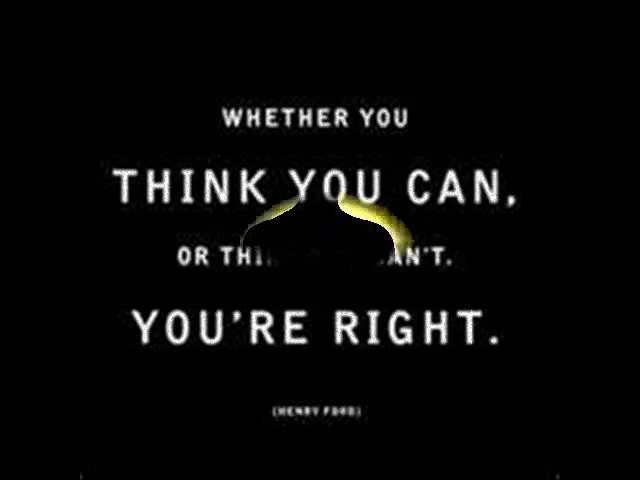 WHETHER YOU
THINK YOU CAN,
OR
YOU'RE RIGHT.
(HENRY FORD)